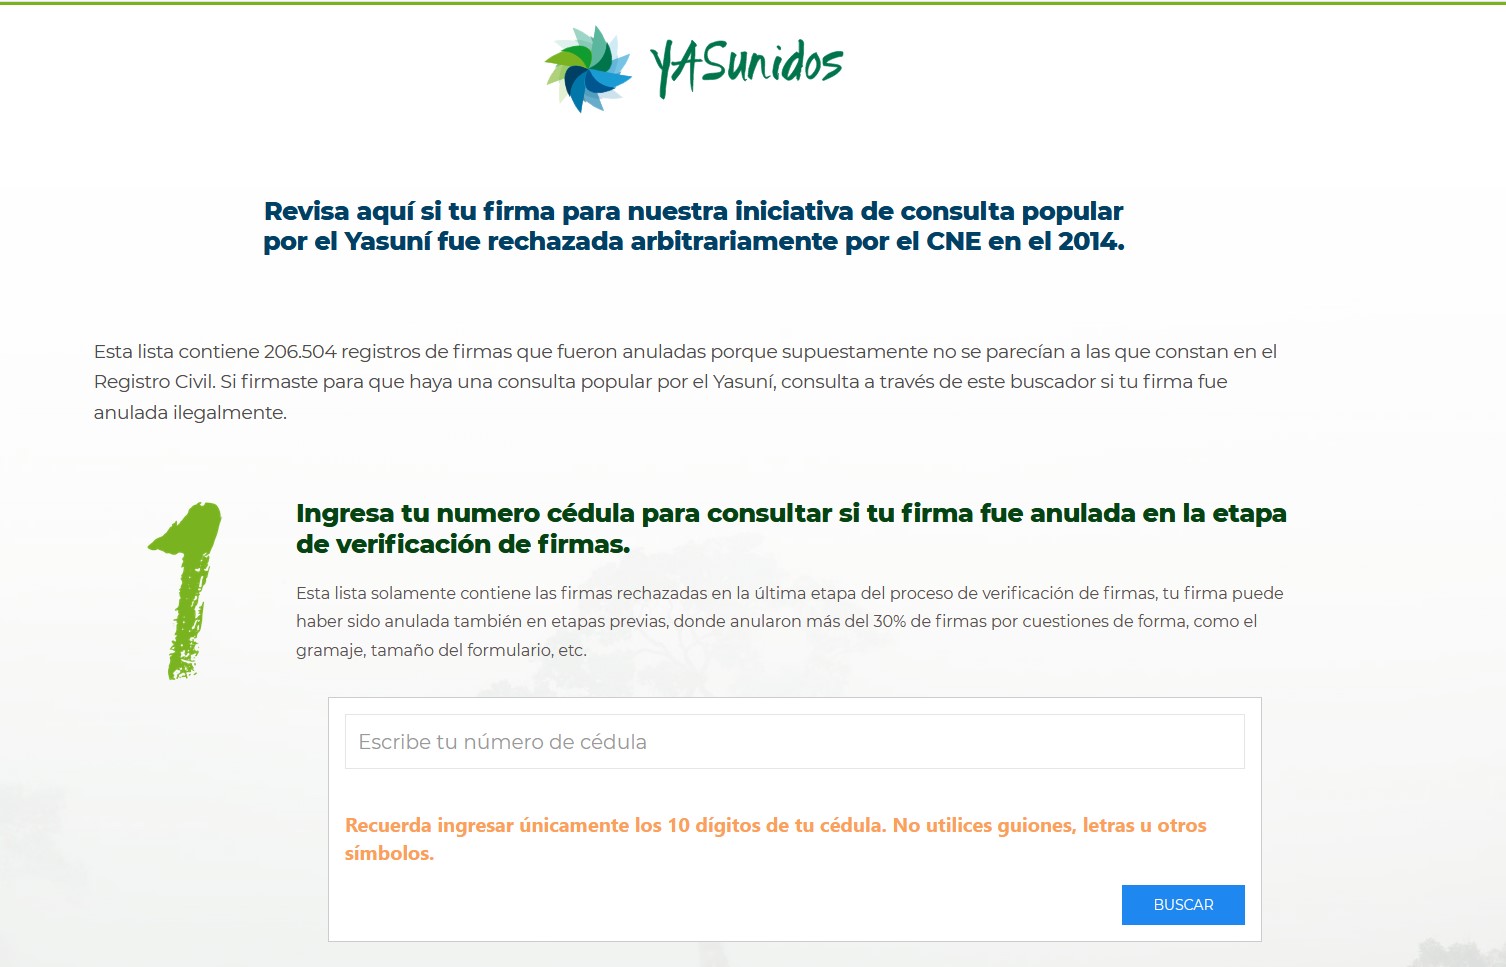 YASunidos
Revisa aquí si tu firma para nuestra iniciativa de consulta popular
por el Yasuní fue rechazada arbitrariamente por el CNE en el 2014.
Esta lista contiene 206.504 registros de firmas que fueron anuladas porque supuestamente no se parecían a las que constan en el
Registro Civil. Si firmaste para que haya una consulta popular por el Yasuní, consulta a través de este buscador si tu firma fue
anulada ilegalmente.
1
Ingresa tu numero cédula para consultar si tu firma fue anulada en la etapa
de verificación de firmas.
Esta lista solamente contiene las firmas rechazadas en la última etapa del proceso de verificación de firmas, tu firma puede
haber sido anulada también en etapas previas, donde anularon más del 30% de firmas por cuestiones de forma, como el
gramaje, tamaño del formulario, etc.
Escribe tu número de cédula
Recuerda ingresar únicamente los 10 dígitos de tu cédula. No utilices guiones, letras u otros
símbolos.
BUSCAR